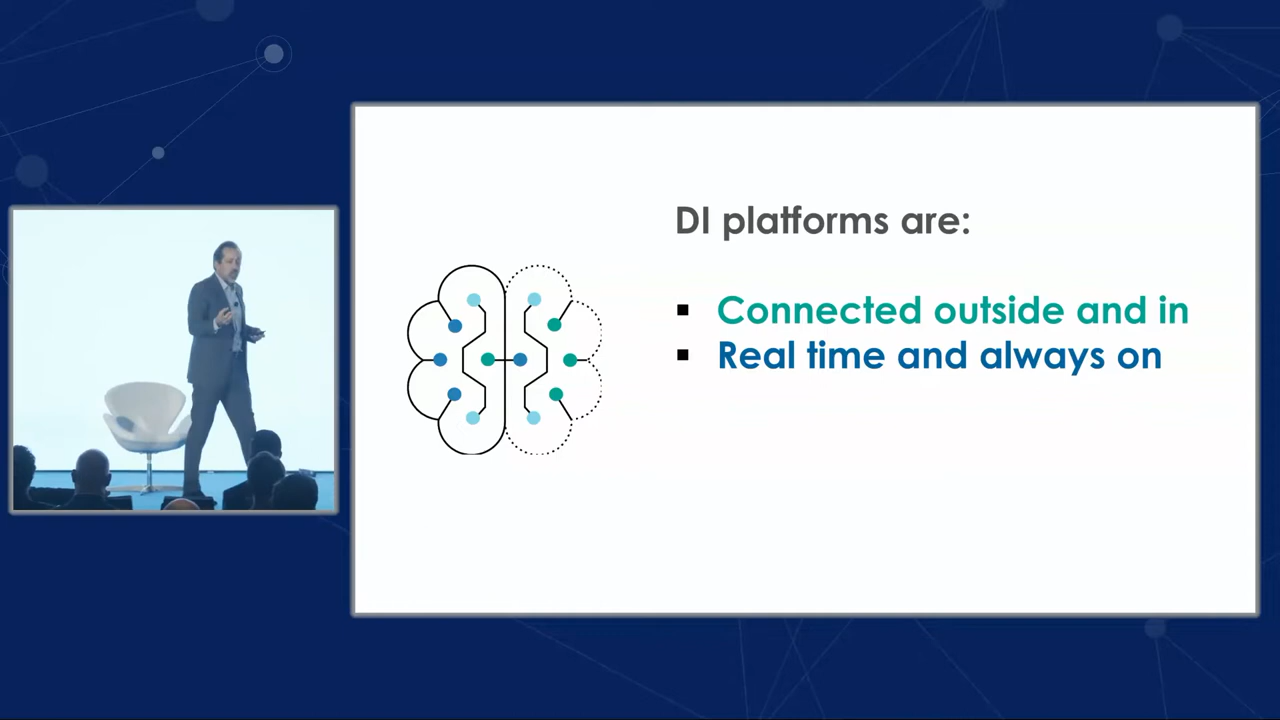 DI platforms are:
▪ Connected outside and in
▪ Real time and always on